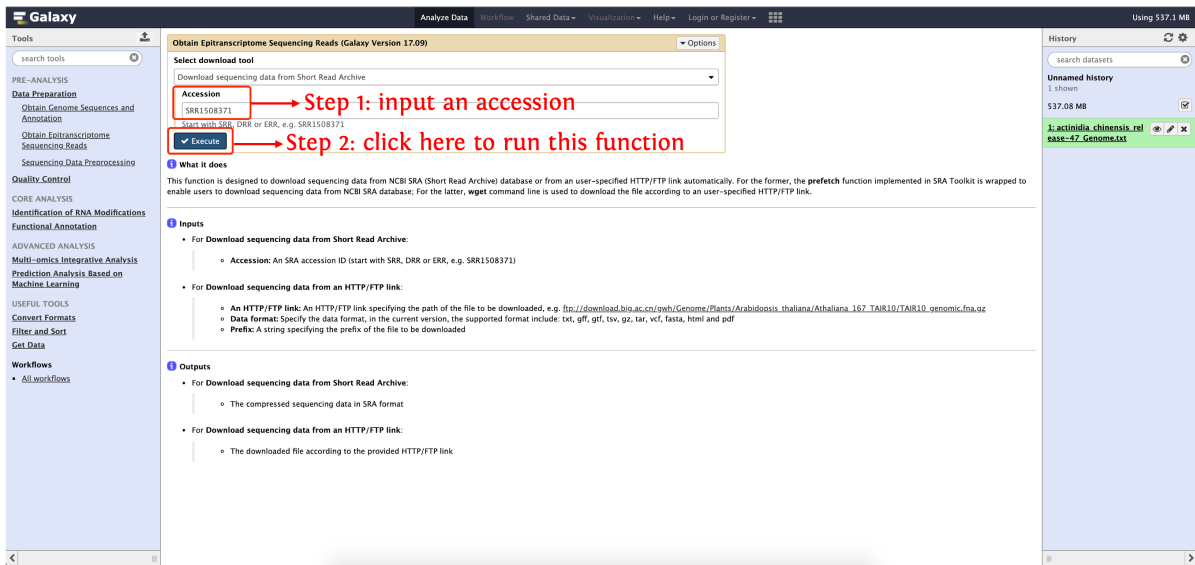 Galaxy
Analyze Data Workflow Shared Data Visualization Help Login or Register
Using 537.1 MB
Tools
search tools
PRE-ANALYSIS
Data Preparation
Obtain Genome Sequences and
Annotation
Obtain Epitranscriptome
Sequencing Reads
Sequencing Data Preprocessing
Quality Control
CORE ANALYSIS
Identification of RNA Modifications
Functional Annotation
ADVANCED ANALYSIS
Multi-omics Integrative Analysis
Prediction Analysis Based on
Machine Learning
USEFUL TOOLS
Convert Formats
Filter and Sort
Get Data
Workflows
All workflows
Obtain Epitranscriptome Sequencing Reads (Galaxy Version 17.09)
Options
Select download tool
Download sequencing data from Short Read Archive
Accession
SRR1508371
Start with SRR, DRR or ERR, e.g. SRR1508371
Execute
Step 1: input an accession
Step 2: click here to run this function
What it does
This function is designed to download sequencing data from NCBI SRA (Short Read Archive) database or from an user-specified HTTP/FTP link automatically. For the former, the prefetch function implemented in SRA Toolkit is wrapped to
enable users to download sequencing data from NCBI SRA database; For the latter, wget command line is used to download the file according to an user-specified HTTP/FTP link.
Inputs
For Download sequencing data from Short Read Archive:
Accession: An SRA accession ID (start with SRR, DRR or ERR, e.g. SRR1508371)
For Download sequencing data from an HTTP/FTP link:
An HTTP/FTP link: An HTTP/FTP link specifying the path of the file to be downloaded, e.g. ftp://download.big.ac.cn/gwh/Genome/Plants/Arabidopsis_thaliana/Athaliana_167_TAIR10/TAIR10_genomic.fna.gz
Data format: Specify the data format, in the current version, the supported format include: txt, gff, gtf, tsv, gz, tar, vcf, fasta, html and pdf
Prefix: A string specifying the prefix of the file to be downloaded
Outputs
For Download sequencing data from Short Read Archive:
The compressed sequencing data in SRA format
For Download sequencing data from an HTTP/FTP link:
The downloaded file according to the provided HTTP/FTP link
History
search datasets
Unnamed history
1 shown
537.08 MB
1: actinidia_chinensis_rel
ease-47_Genome.txt